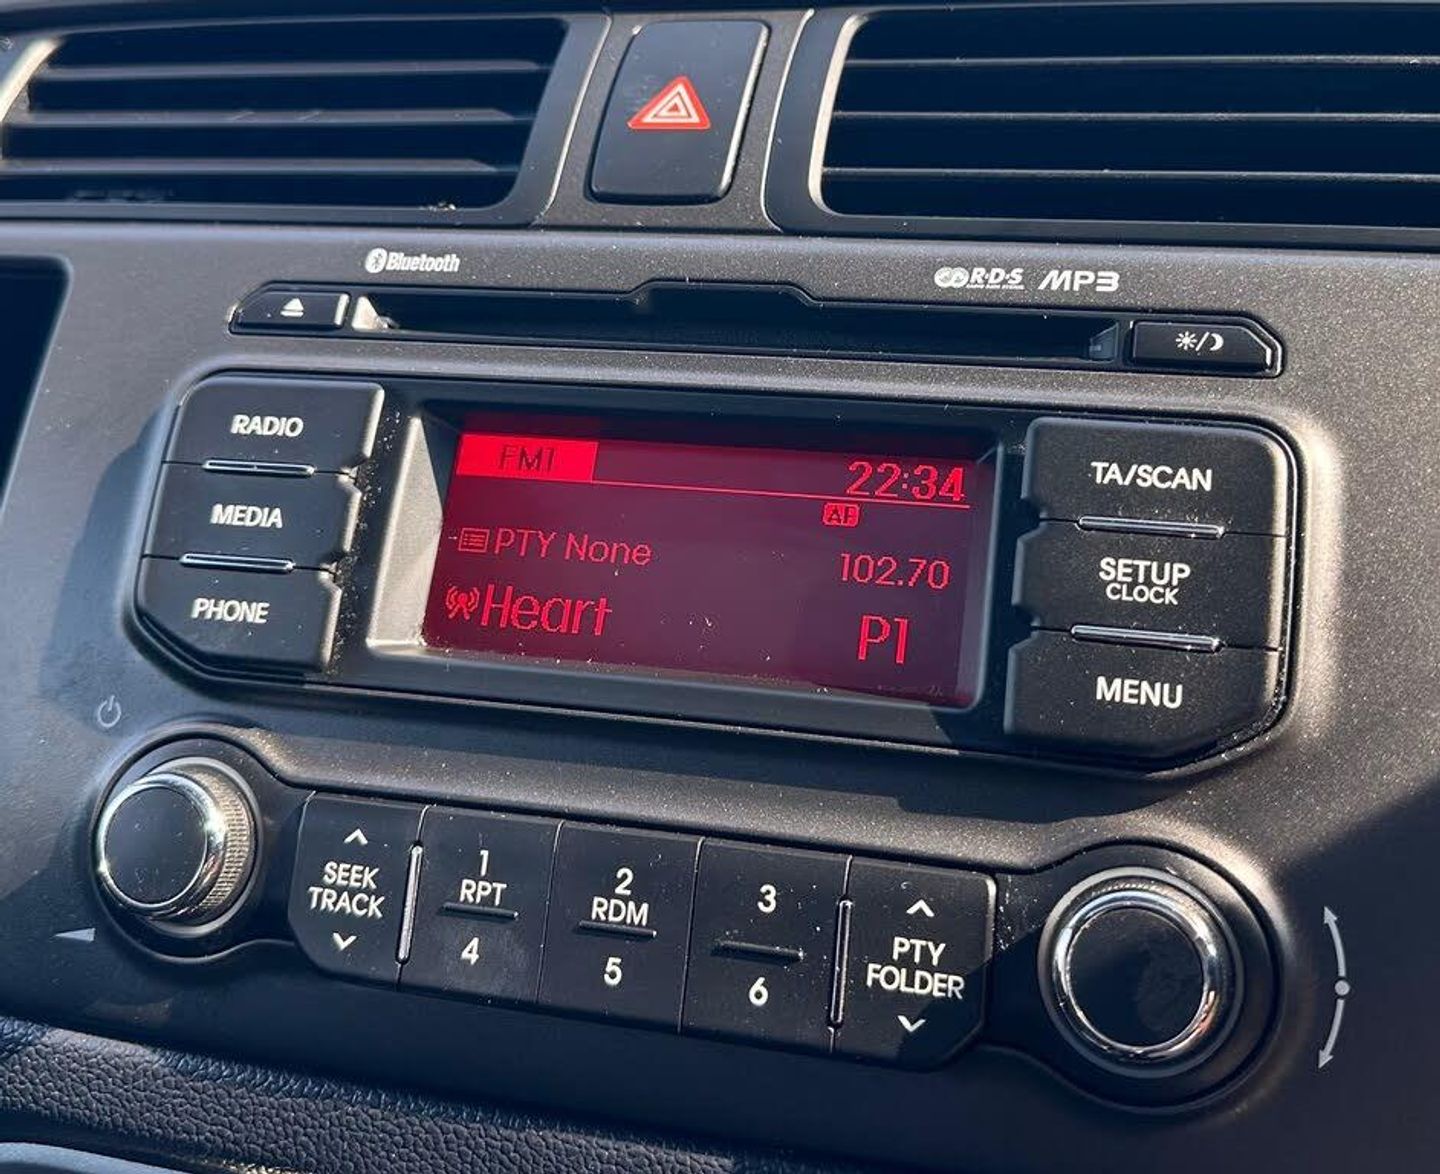 Bluetooth
R·D·S MP3
RADIO
MEDIA
PHONE
FM1
22:34
AF
PTY None
102.70
Heart
P1
TA/SCAN
SETUP
CLOCK
MENU
SEEK
TRACK
1
RPT
4
2
RDM
5
3
6
PTY
FOLDER